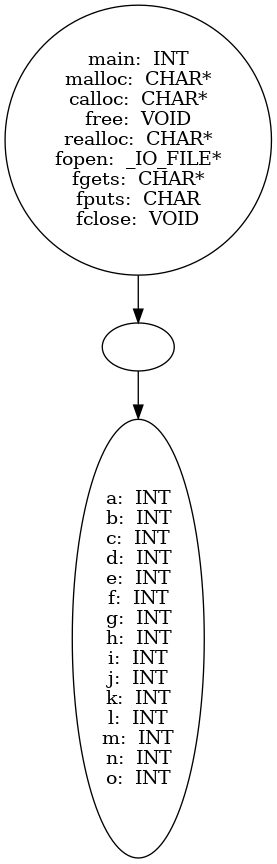 main: INT
malloc: CHAR*
calloc: CHAR*
free: VOID
realloc: CHAR*
fopen: _IO_FILE*
fgets: CHAR*
fputs: CHAR
fclose: VOID
a: INT
b: INT
c: INT
d: INT
e: INT
f: INT
g: INT
h: INT
i: INT
j: INT
k: INT
l: INT
m: INT
n: INT
o: INT